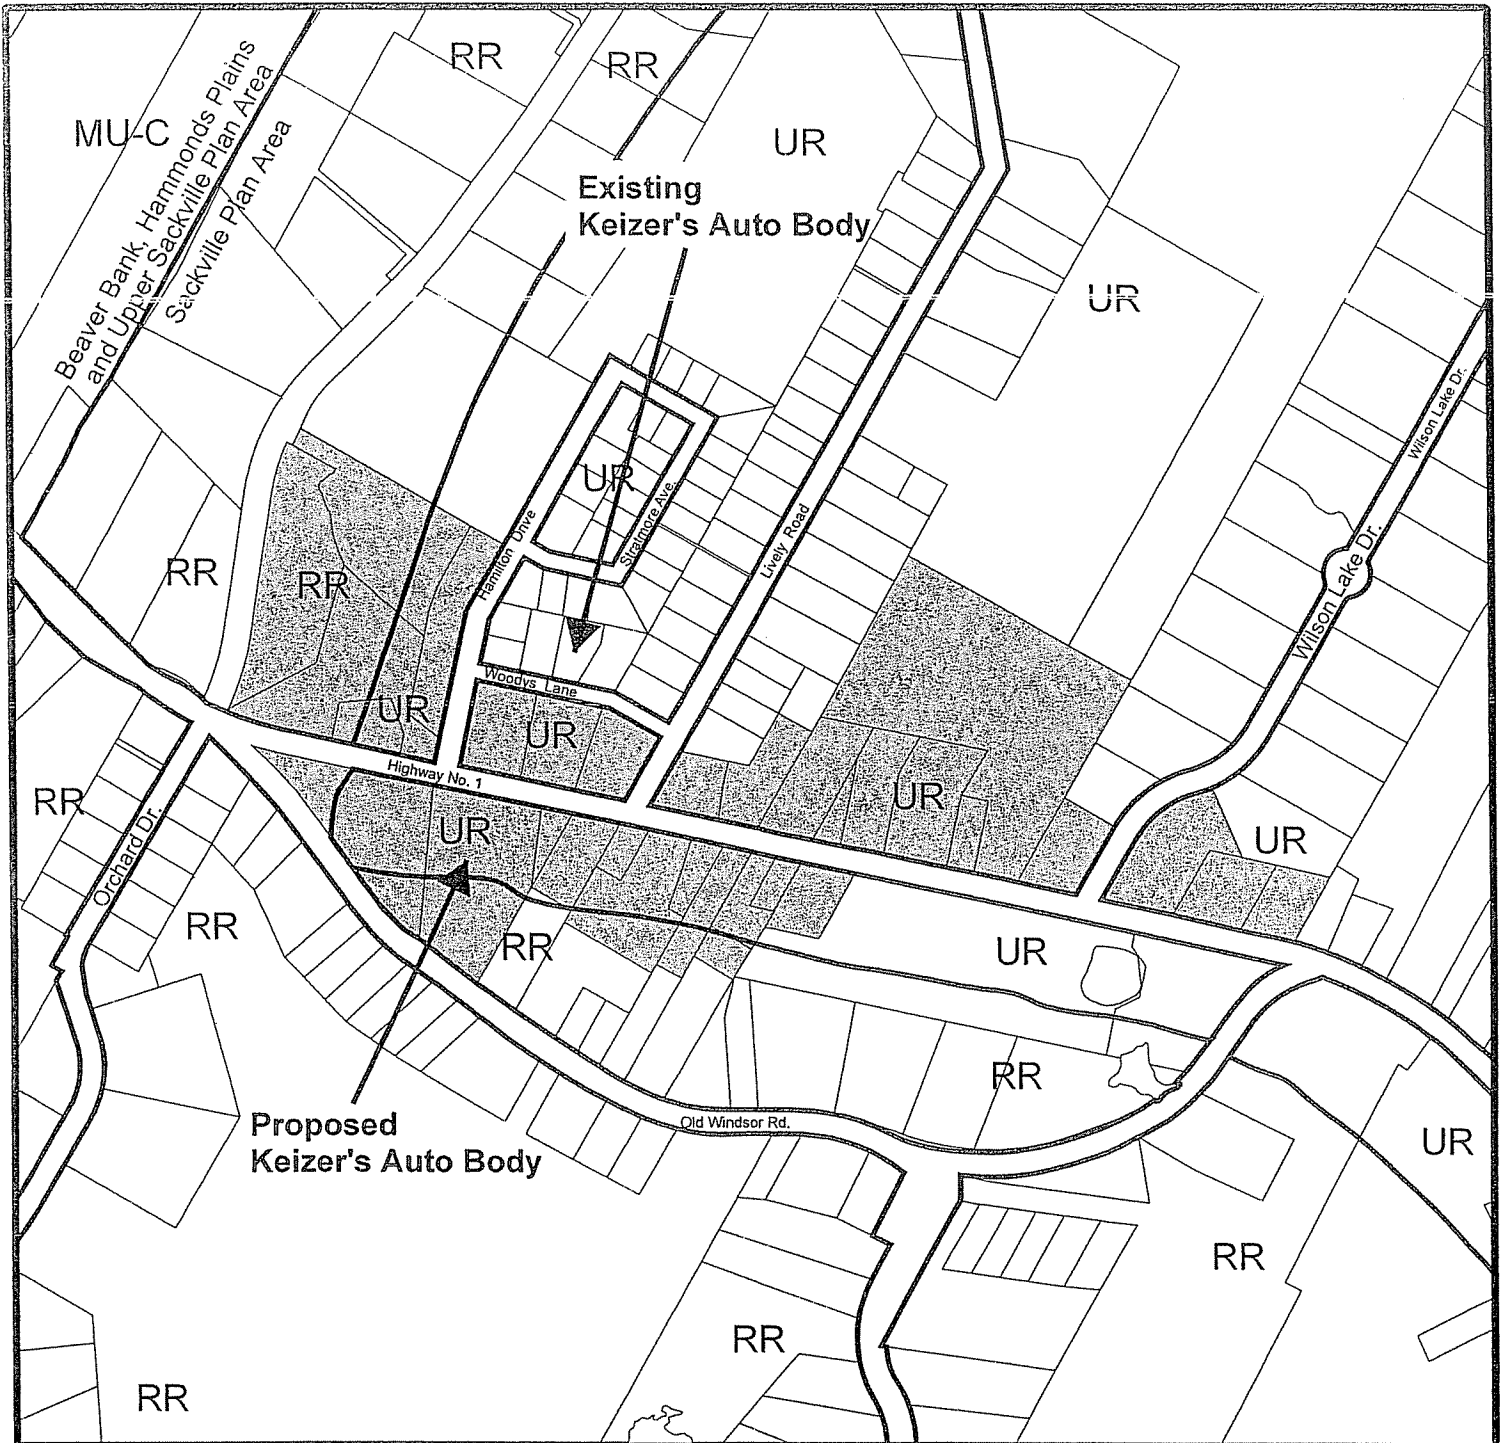 RR
RR
MU-C
UR
Beaver Bank, Hammonds Plains
and Upper Sackville Plan Area
Sackville Plan Area
Existing
Keizer's Auto Body
UR
UR
Wilson Lake Dr.
Hamilton Drive
Stralmore Ave.
Lively Road
Wilson Lake Dr.
RR
RR
UR
Woodys Lane
UR
Highway No. 1
RR
Orchard Dr.
UR
UR
UR
RR
RR
UR
RR
Proposed
Keizer's Auto Body
Old Windsor Rd.
UR
RR
RR
RR